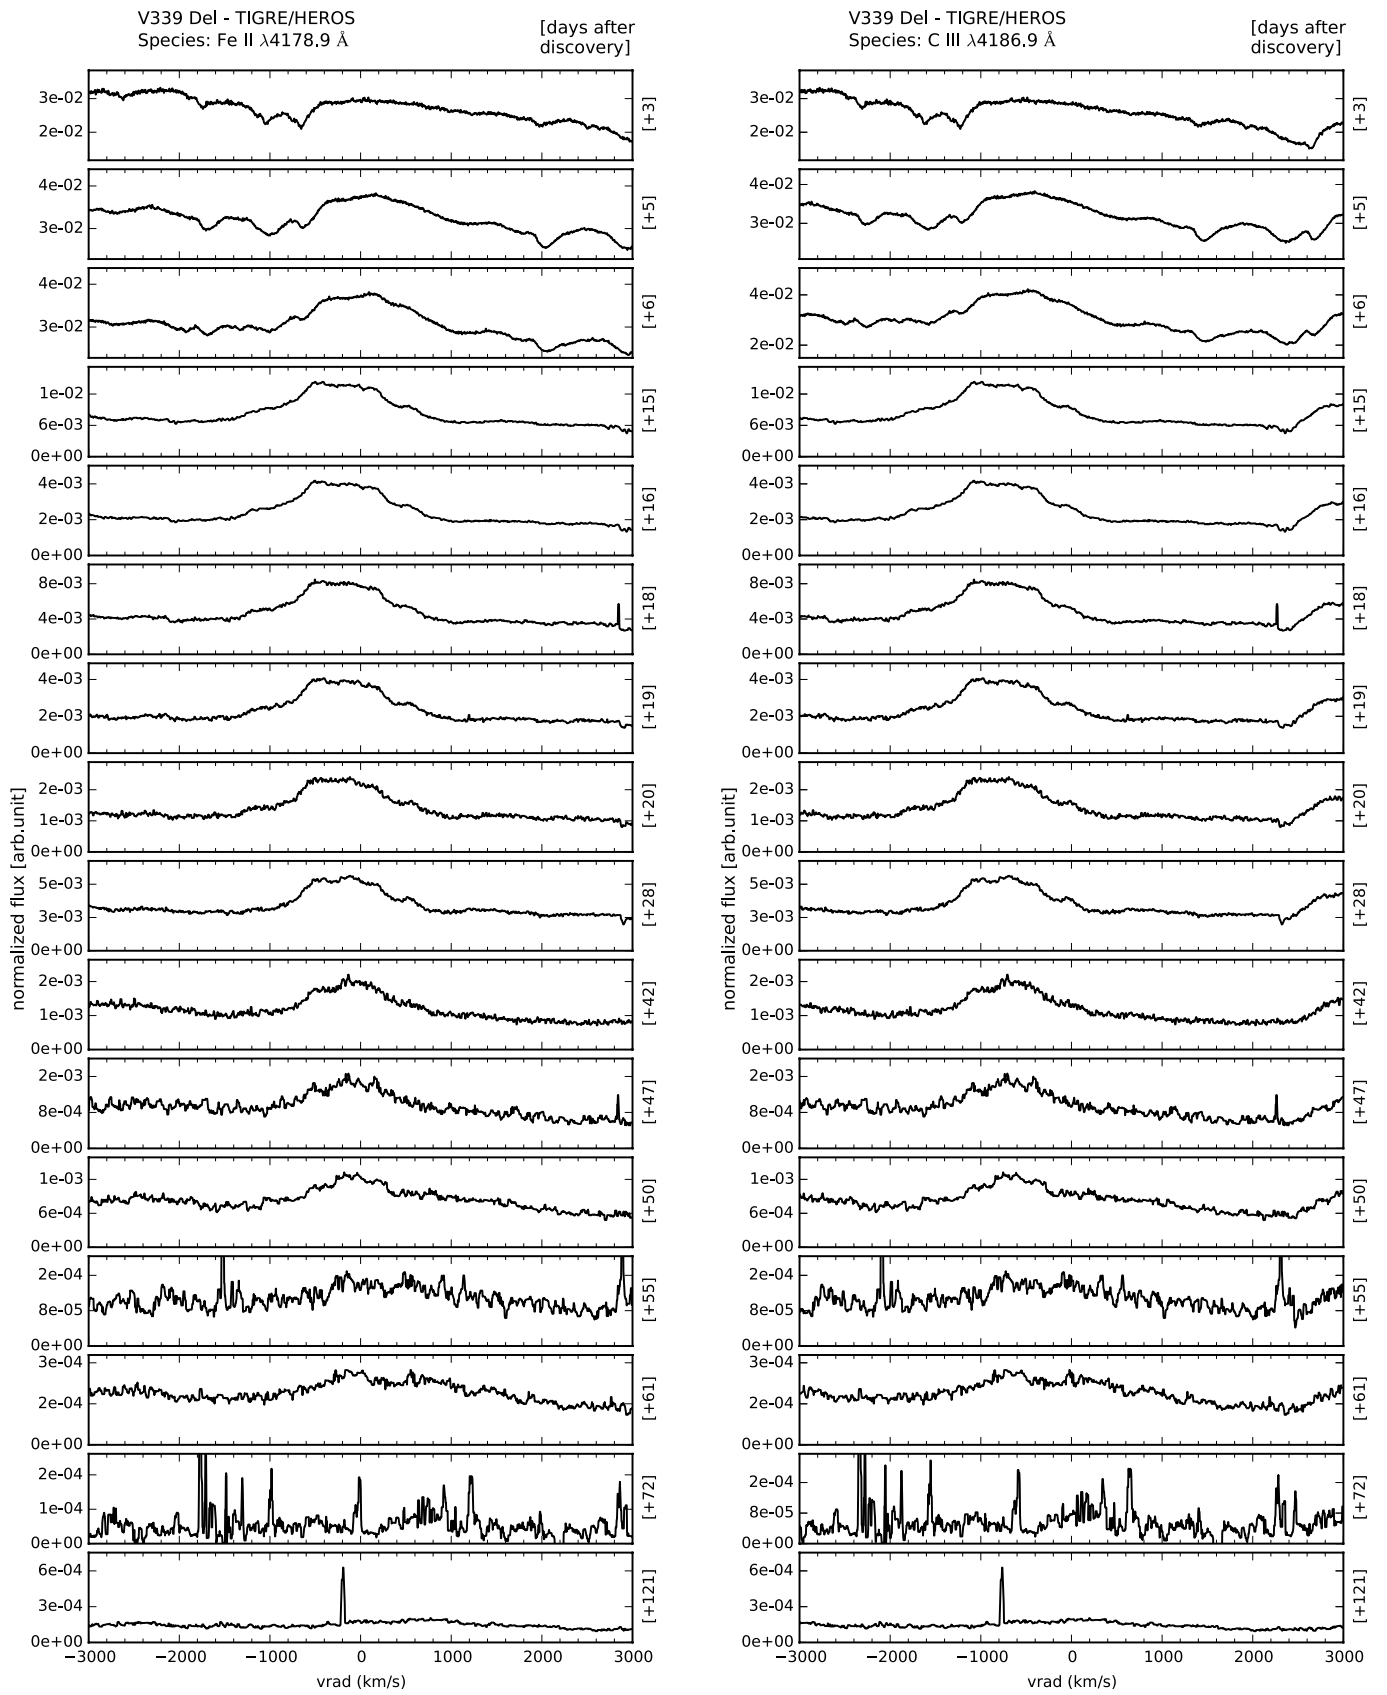 V339 Del - TIGRE/HEROS
Species: Fe II λ4178.9 Å
[days after
discovery]
3e-02
2e-02
[+3]
4e-02
3e-02
[+5]
4e-02
3e-02
[+6]
1e-02
6e-03
0e+00
[+15]
4e-03
2e-03
0e+00
[+16]
8e-03
4e-03
0e+00
[+18]
4e-03
2e-03
0e+00
[+19]
2e-03
1e-03
0e+00
[+20]
5e-03
3e-03
0e+00
[+28]
2e-03
1e-03
0e+00
[+42]
2e-03
8e-04
0e+00
[+47]
1e-03
6e-04
0e+00
[+50]
2e-04
8e-05
0e+00
[+55]
3e-04
2e-04
0e+00
[+61]
2e-04
1e-04
0e+00
[+72]
6e-04
3e-04
0e+00
[+121]
normalized flux [arb.unit]
−3000 −2000 −1000 0 1000 2000 3000
vrad (km/s)
V339 Del - TIGRE/HEROS
Species: C III λ4186.9 Å
[days after
discovery]
3e-02
2e-02
[+3]
4e-02
3e-02
[+5]
4e-02
2e-02
[+6]
1e-02
6e-03
0e+00
[+15]
4e-03
2e-03
0e+00
[+16]
8e-03
4e-03
0e+00
[+18]
4e-03
2e-03
0e+00
[+19]
2e-03
1e-03
0e+00
[+20]
5e-03
3e-03
0e+00
[+28]
2e-03
1e-03
0e+00
[+42]
2e-03
8e-04
0e+00
[+47]
1e-03
6e-04
0e+00
[+50]
2e-04
8e-05
0e+00
[+55]
3e-04
2e-04
0e+00
[+61]
2e-04
8e-05
0e+00
[+72]
6e-04
3e-04
0e+00
[+121]
normalized flux [arb.unit]
−3000 −2000 −1000 0 1000 2000 3000
vrad (km/s)